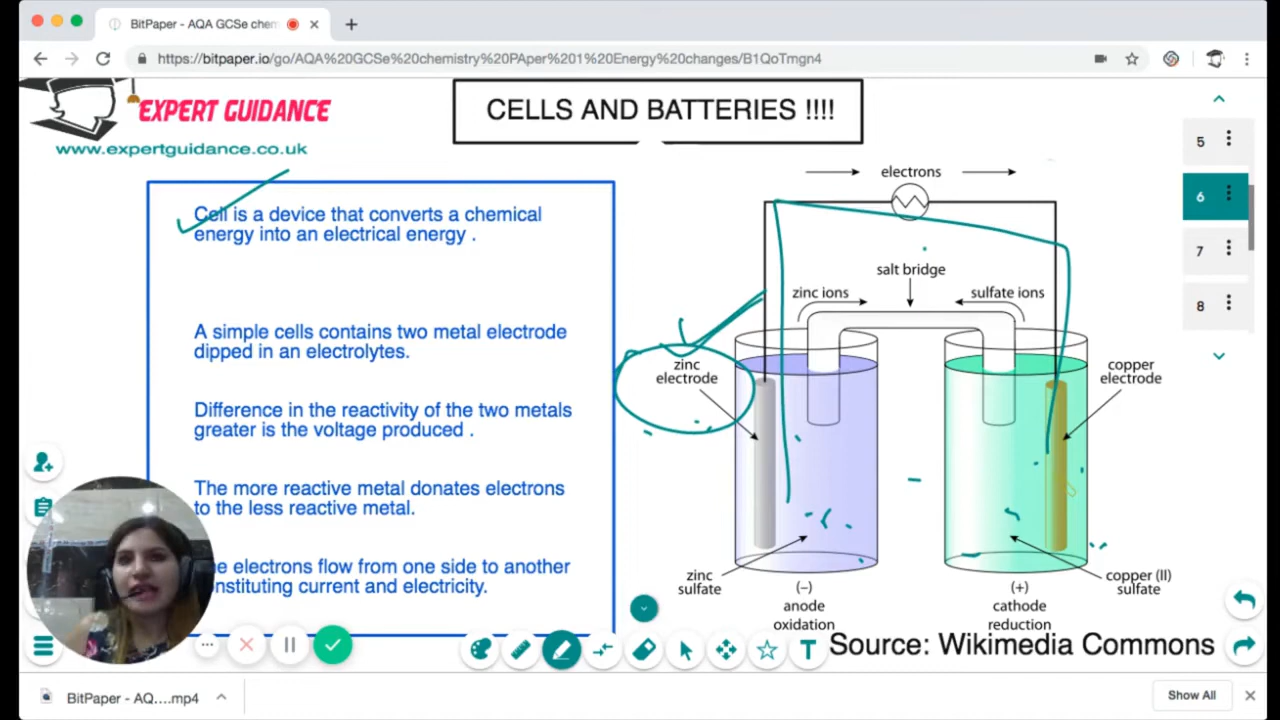 BitPaper - AQA GCSe chem
https://bitpaper.io/go/AQA%20GCSe%20chemistry%20PAper%201%20Energy%20changes/B1QoTmgn4
EXPERT GUIDANCE
www.expertguidance.co.uk
CELLS AND BATTERIES !!!!
5
6
7
8
Cell is a device that converts a chemical
energy into an electrical energy .
A simple cells contains two metal electrode
dipped in an electrolytes.
Difference in the reactivity of the two metals
greater is the voltage produced .
The more reactive metal donates electrons
to the less reactive metal.
electrons flow from one side to another
and electricity.
electrons
salt bridge
zinc ions
sulfate ions
zinc
electrode
copper
electrode
zinc
sulfate
(–)
anode
oxidation
(+)
cathode
reduction
copper (II)
sulfate
Source: Wikimedia Commons
T
BitPaper - AQ....mp4
Show All